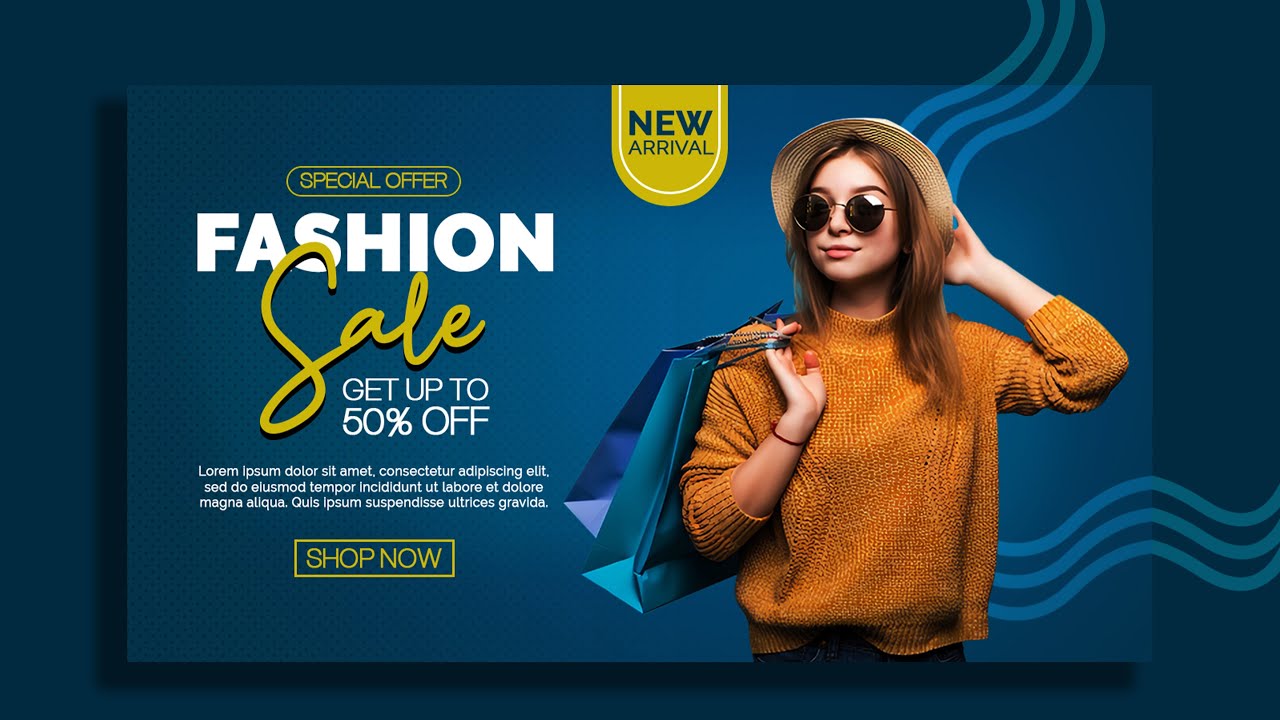 NEW
ARRIVAL
SPECIAL OFFER
FASHION
Sale
GET UP TO
50% OFF
Lorem ipsum dolor sit amet, consectetur adipiscing elit,
sed do eiusmod tempor incididunt ut labore et dolore
magna aliqua. Quis ipsum suspendisse ultrices gravida.
SHOP NOW